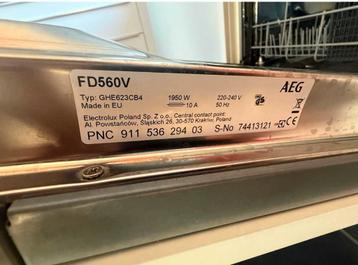 FD560V
AEG
Typ: GHE623CB4
Made in EU
1950 W
10 A
220-240 V
50 Hz
Electrolux Poland Sp. Z o.o., Central contact point:
Al. Powstańców, Śląskich 26, 30-570 Kraków, Poland
PNC 911 536 294 03 S-No 74413121
CE